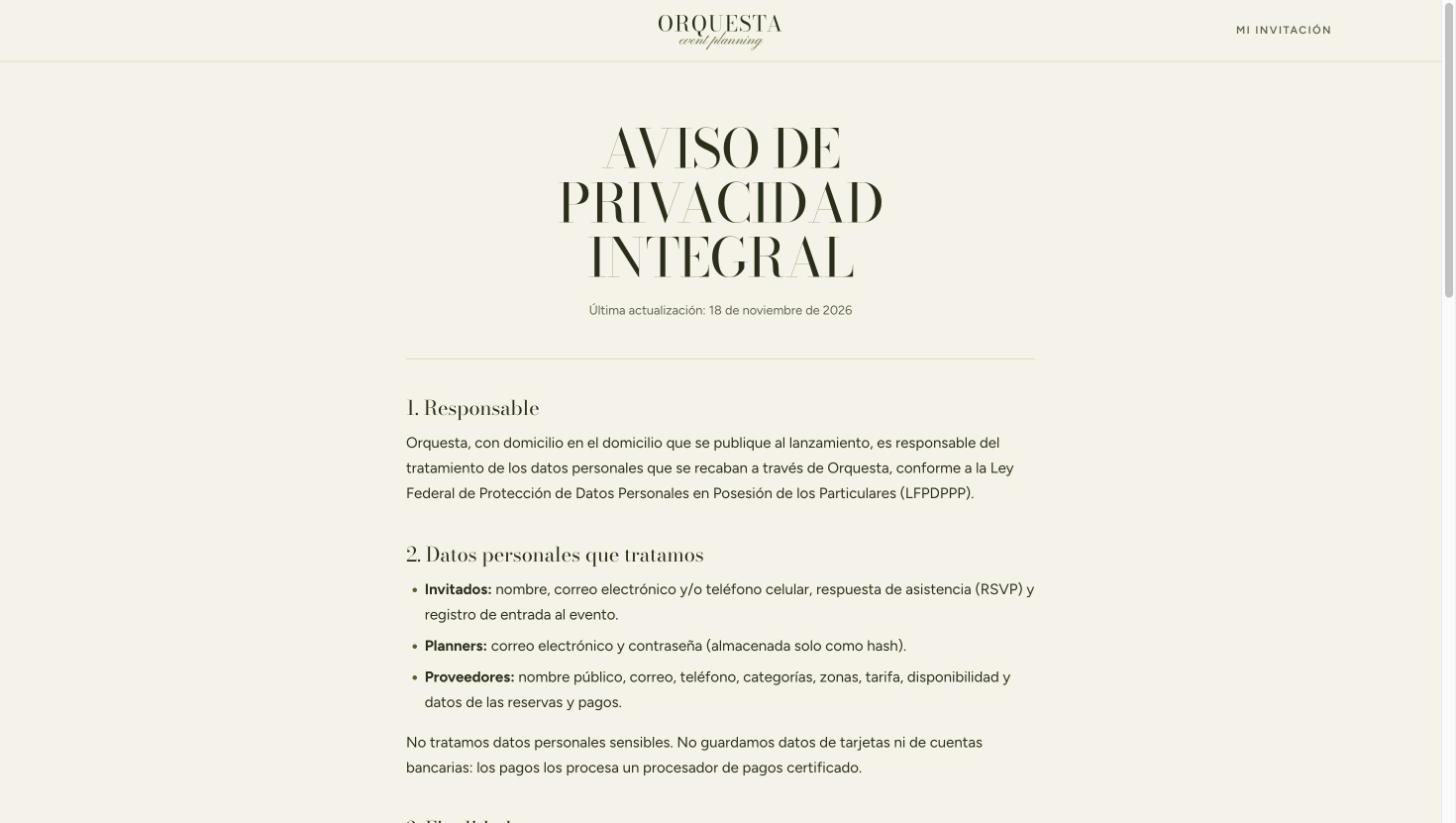 ORQUESTA
event planning
MI INVITACIÓN
AVISO DE
PRIVACIDAD
INTEGRAL
Última actualización: 18 de noviembre de 2026
1. Responsable
Orquesta, con domicilio en el domicilio que se publique al lanzamiento, es responsable del
tratamiento de los datos personales que se recaban a través de Orquesta, conforme a la Ley
Federal de Protección de Datos Personales en Posesión de los Particulares (LFPDPPP).
2. Datos personales que tratamos
• Invitados: nombre, correo electrónico y/o teléfono celular, respuesta de asistencia (RSVP) y
registro de entrada al evento.
• Planners: correo electrónico y contraseña (almacenada solo como hash).
• Proveedores: nombre público, correo, teléfono, categorías, zonas, tarifa, disponibilidad y
datos de las reservas y pagos.
No tratamos datos personales sensibles. No guardamos datos de tarjetas ni de cuentas
bancarias: los pagos los procesa un procesador de pagos certificado.